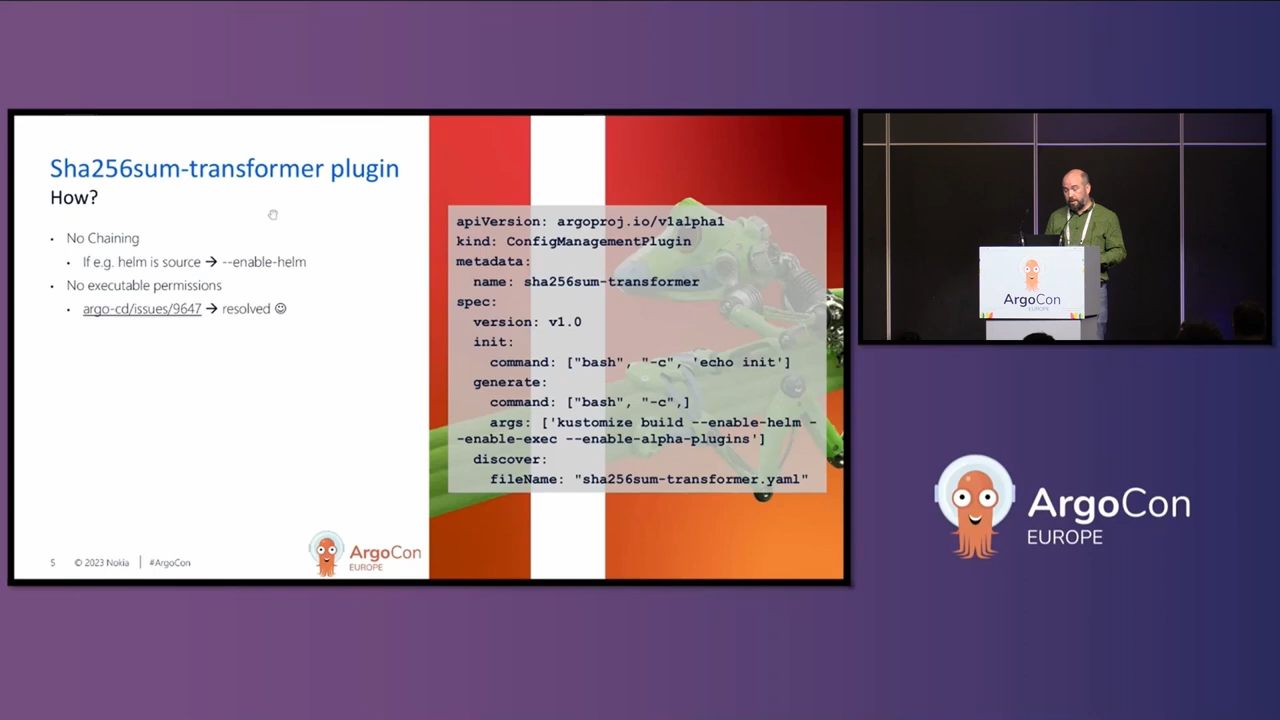 Sha256sum-transformer plugin
How?
• No Chaining
• If e.g. helm is source → --enable-helm
• No executable permissions
• argo-cd/issues/9647 → resolved ☺
apiVersion: argoproj.io/v1alpha1
kind: ConfigManagementPlugin
metadata:
name: sha256sum-transformer
spec:
version: v1.0
init:
command: ["bash", "-c", 'echo init']
generate:
command: ["bash", "-c",]
args: ['kustomize build --enable-helm -
-enable-exec --enable-alpha-plugins']
discover:
fileName: "sha256sum-transformer.yaml"
5 © 2023 Nokia | #ArgoCon
ArgoCon
EUROPE
ArgoCon
EUROPE
ArgoCon
EUROPE